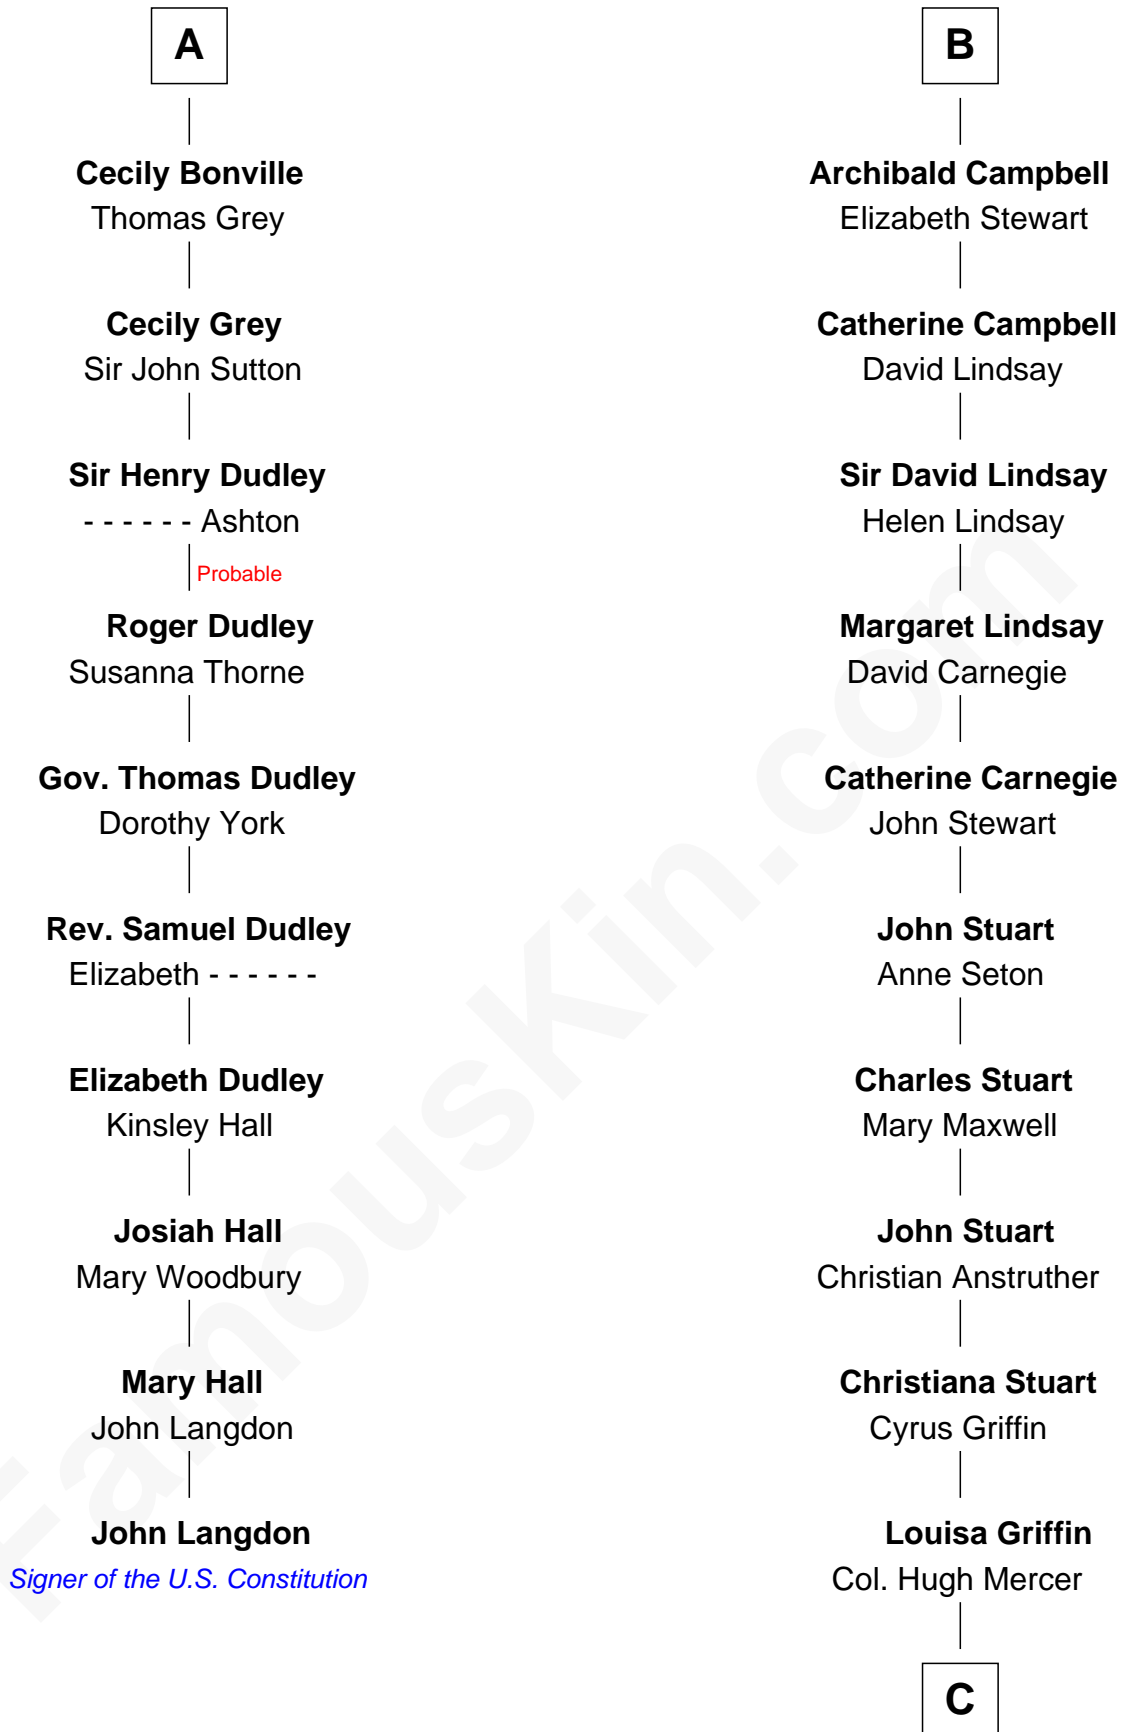 A
Cecily Bonville
Thomas Grey
Cecily Grey
Sir John Sutton
Sir Henry Dudley
- - - - - - Ashton
Probable
Roger Dudley
Susanna Thorne
Gov. Thomas Dudley
Dorothy York
Rev. Samuel Dudley
Elizabeth - - - - - -
Elizabeth Dudley
Kinsley Hall
Josiah Hall
Mary Woodbury
Mary Hall
John Langdon
John Langdon
Signer of the U.S. Constitution
B
Archibald Campbell
Elizabeth Stewart
Catherine Campbell
David Lindsay
Sir David Lindsay
Helen Lindsay
Margaret Lindsay
David Carnegie
Catherine Carnegie
John Stewart
John Stuart
Anne Seton
Charles Stuart
Mary Maxwell
John Stuart
Christian Anstruther
Christiana Stuart
Cyrus Griffin
Louisa Griffin
Col. Hugh Mercer
C
FamousKin.com